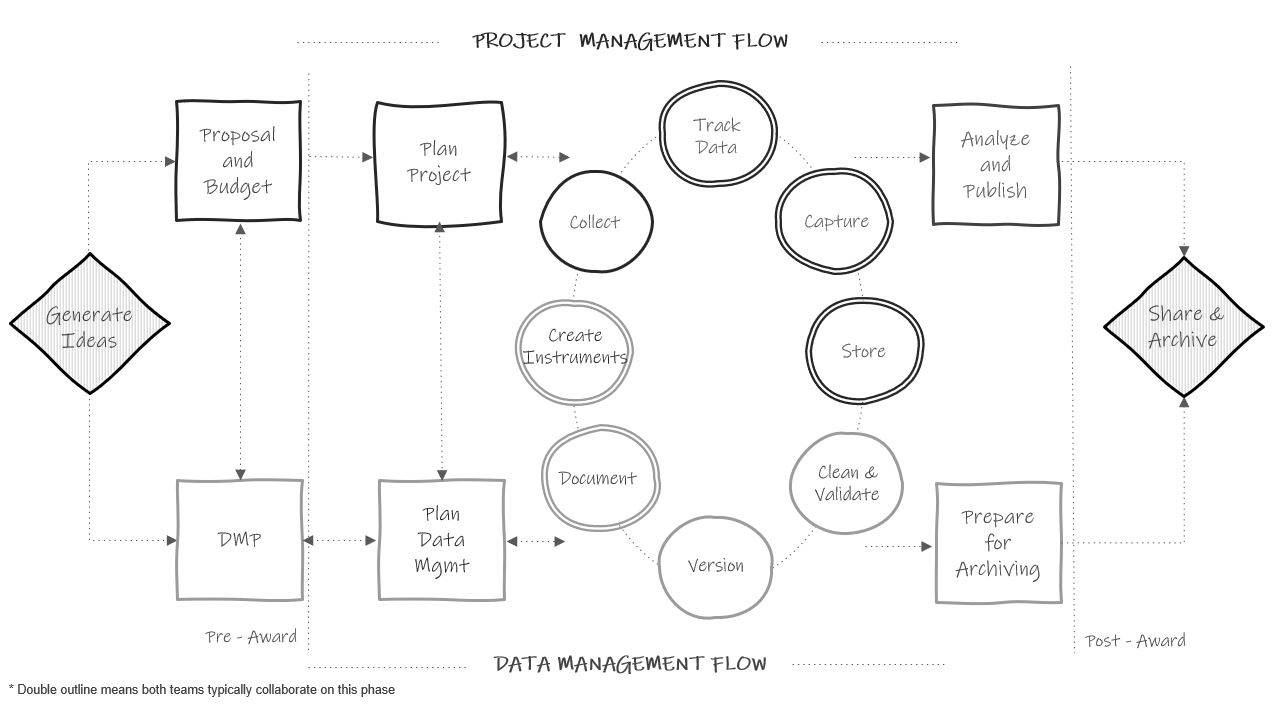 PROJECT MANAGEMENT FLOW
Proposal
and
Budget
Plan
Project
Track
Data
Collect
Capture
Analyze
and
Publish
Generate
Ideas
Create
Instruments
Store
Share &
Archive
Document
Clean &
Validate
DMP
Plan
Data
Mgmt
Version
Prepare
for
Archiving
Pre - Award
Post - Award
DATA MANAGEMENT FLOW
* Double outline means both teams typically collaborate on this phase